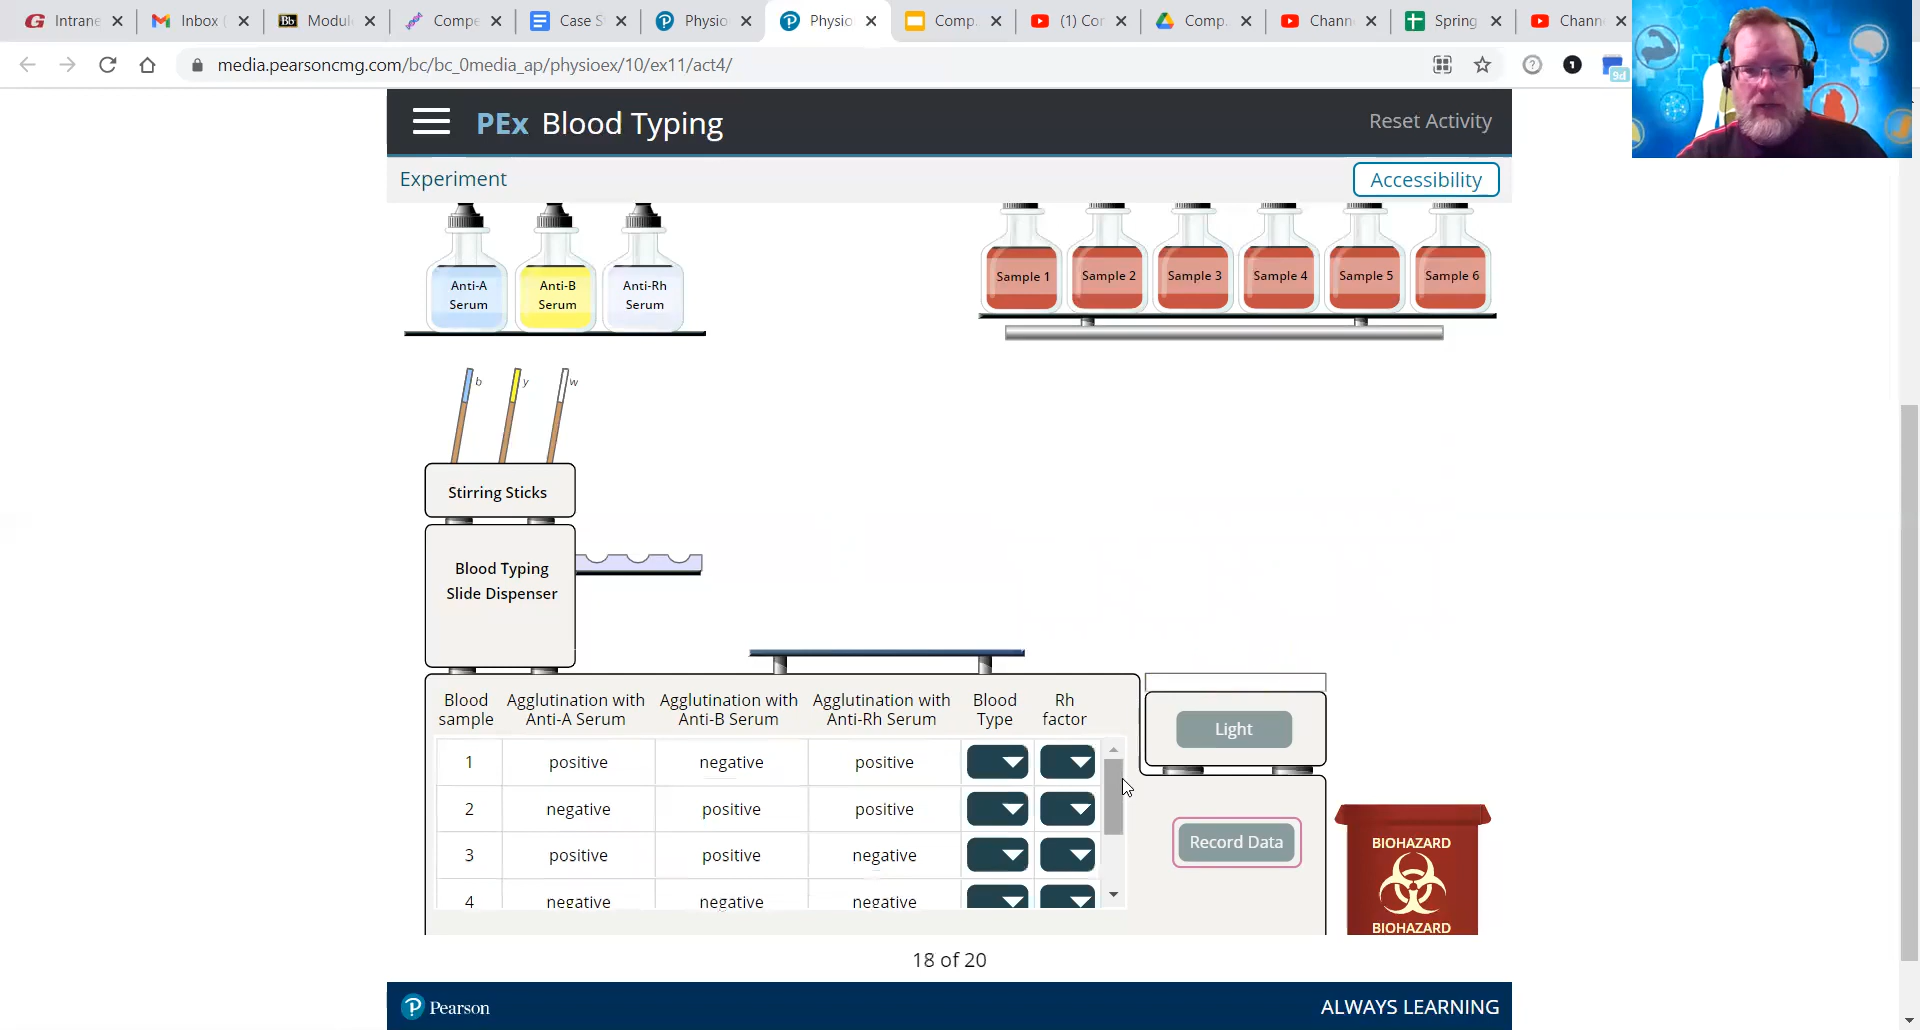 Intrane
Inbox (
Bb Modul
Compe
Case S
Physio
Physio
Comp
(1) Cor
Comp.
Chann
Spring
Chann
media.pearsoncmg.com/bc/bc_0media_ap/physioex/10/ex11/act4/
9d
PEx Blood Typing
Reset Activity
Experiment
Accessibility
Anti-A Serum
Anti-B Serum
Anti-Rh Serum
Sample 1
Sample 2
Sample 3
Sample 4
Sample 5
Sample 6
b
y
w
Stirring Sticks
Blood Typing
Slide Dispenser
Blood sample
Agglutination with Anti-A Serum
Agglutination with Anti-B Serum
Agglutination with Anti-Rh Serum
Blood Type
Rh factor
1 positive negative positive
2 negative positive positive
3 positive positive negative
4 negative negative negative
Light
Record Data
BIOHAZARD
BIOHAZARD
18 of 20
Pearson
ALWAYS LEARNING